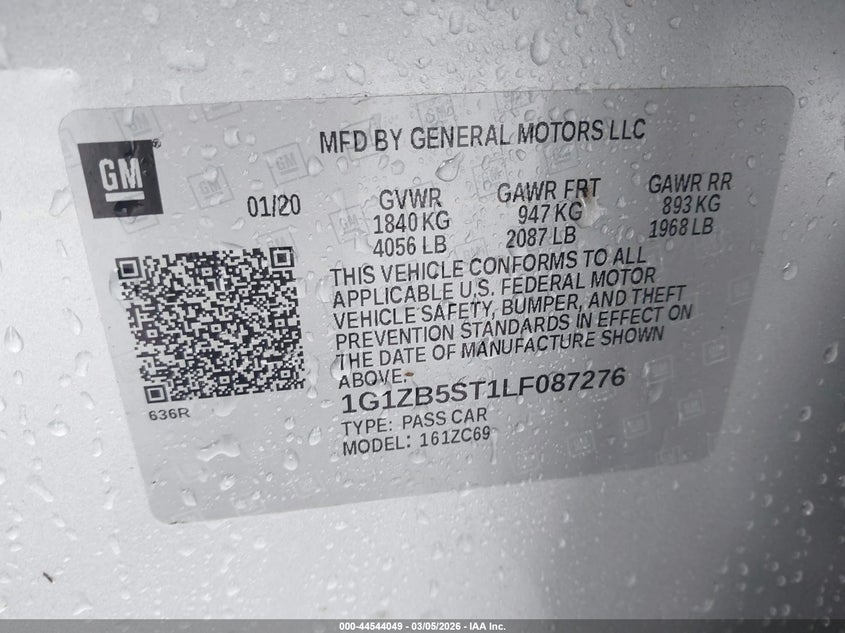 MFD BY GENERAL MOTORS LLC
GM
®
01/20
GVWR
1840 KG
4056 LB
GAWR FRT
947 KG
2087 LB
GAWR RR
893 KG
1968 LB
THIS VEHICLE CONFORMS TO ALL
APPLICABLE U.S. FEDERAL MOTOR
VEHICLE SAFETY, BUMPER, AND THEFT
PREVENTION STANDARDS IN EFFECT ON
THE DATE OF MANUFACTURE SHOWN
ABOVE.
636R
1G1ZB5ST1LF087276
TYPE: PASS CAR
MODEL: 161ZC69
000-44544049 - 03/05/2026 - IAA Inc.